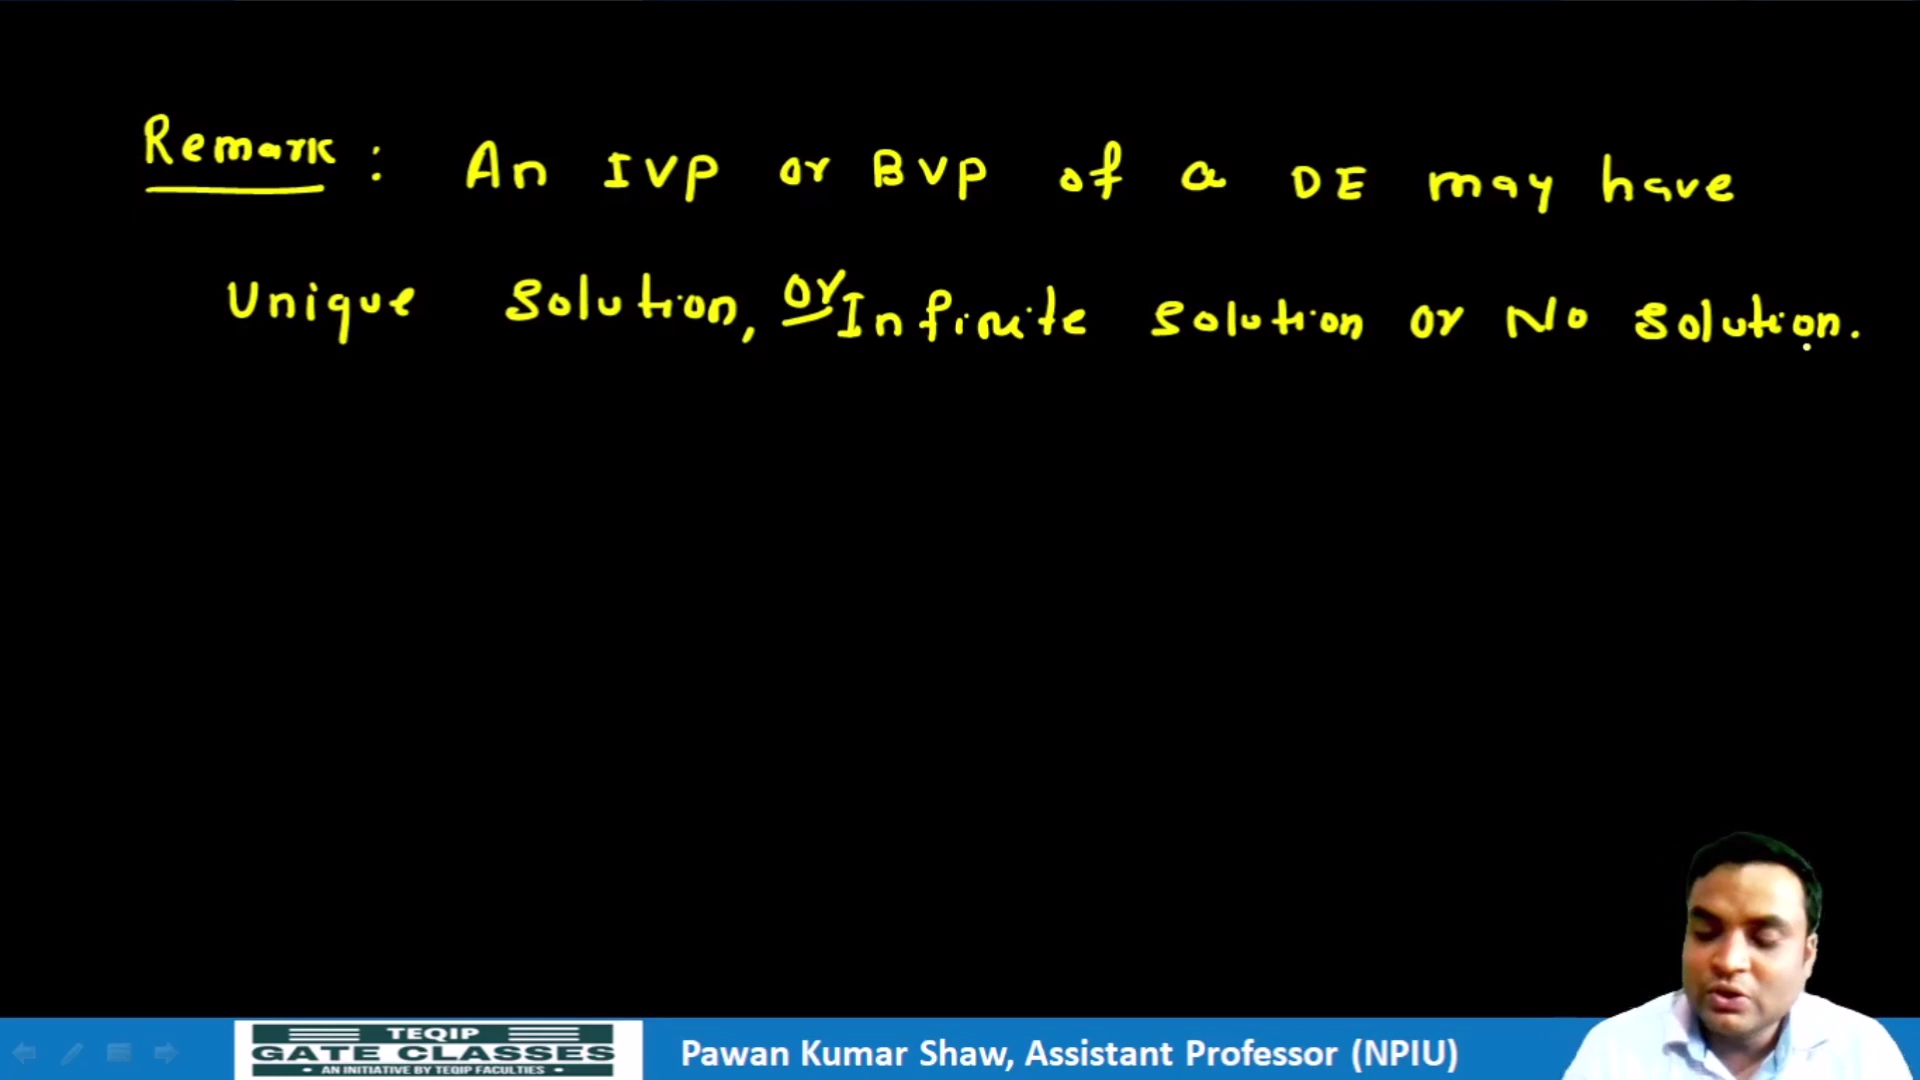 Remark : An IVP or BVP of a DE may have
Unique Solution, or Infinite Solution or No Solution.
TEQIP
GATE CLASSES
• AN INITIATIVE BY TEQIP FACULTIES •
Pawan Kumar Shaw, Assistant Professor (NPIU)